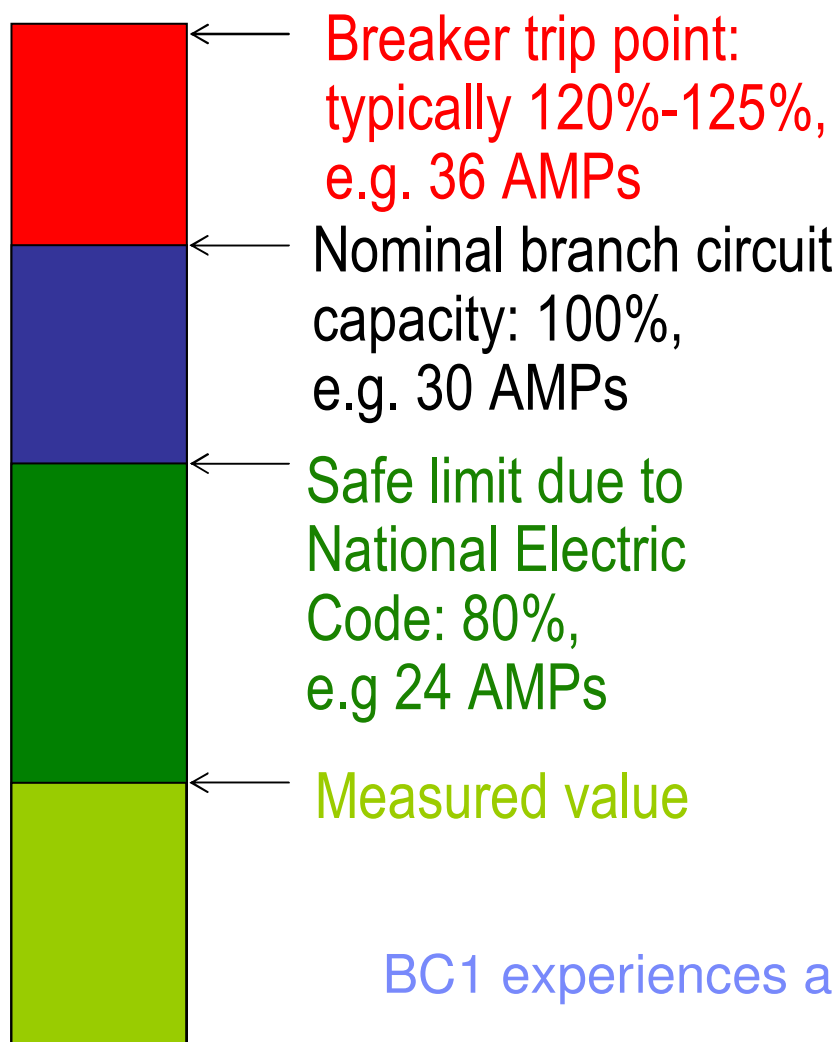 Breaker trip point:
typically 120%-125%,
e.g. 36 AMPs
Nominal branch circuit
capacity: 100%,
e.g. 30 AMPs
Safe limit due to
National Electric
Code: 80%,
e.g 24 AMPs
Measured value
BC1 experiences a